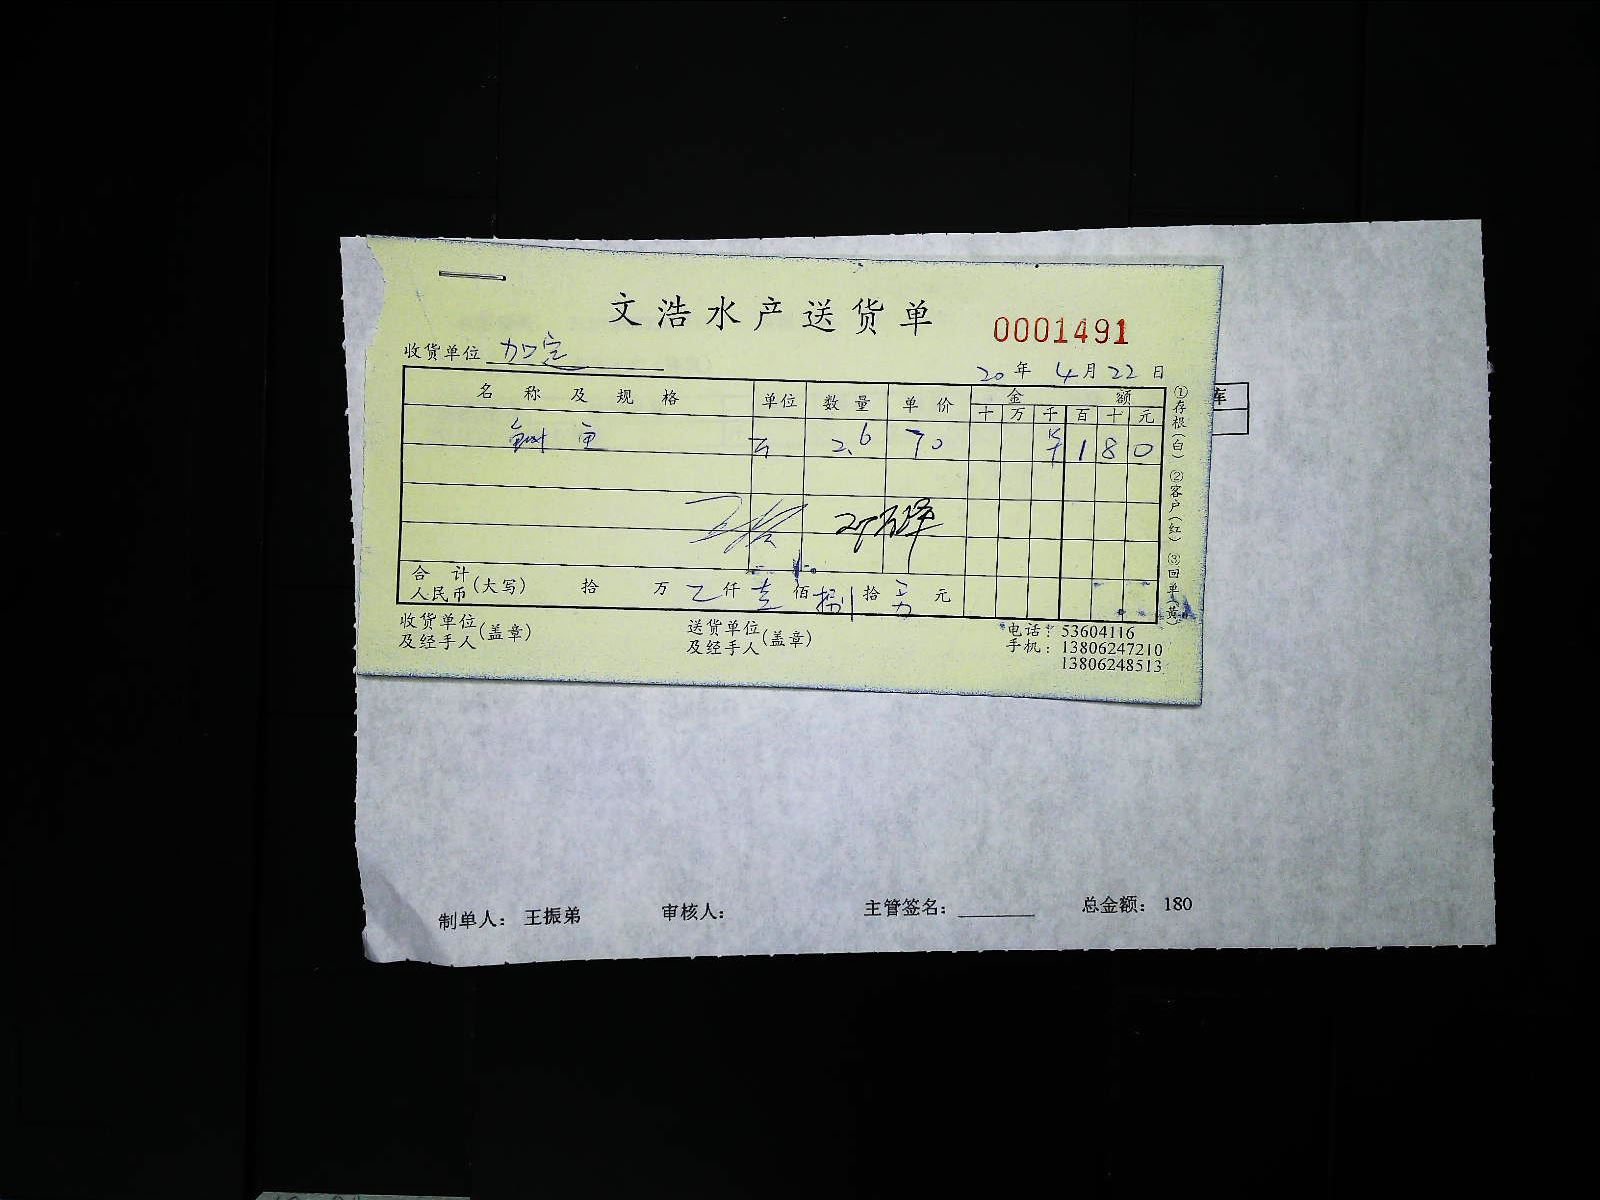 文浩水产送货单
0001491
收货单位 加定
20年 4月22日
名称及规格 单位 数量 单价 金额
十 万 千 百 十 元
鱼 2.6 70 ¥ 1 8 0
合计
人民币(大写) 拾 万 仟 壹 佰 捌 拾 元
收货单位
及经手人(盖章)
送货单位
及经手人(盖章)
电话:53604116
手机:13806247210
13806248513
①存根(白) ②客户(红) ③回单(黄)
库
制单人: 王振弟 审核人: 主管签名: 总金额: 180